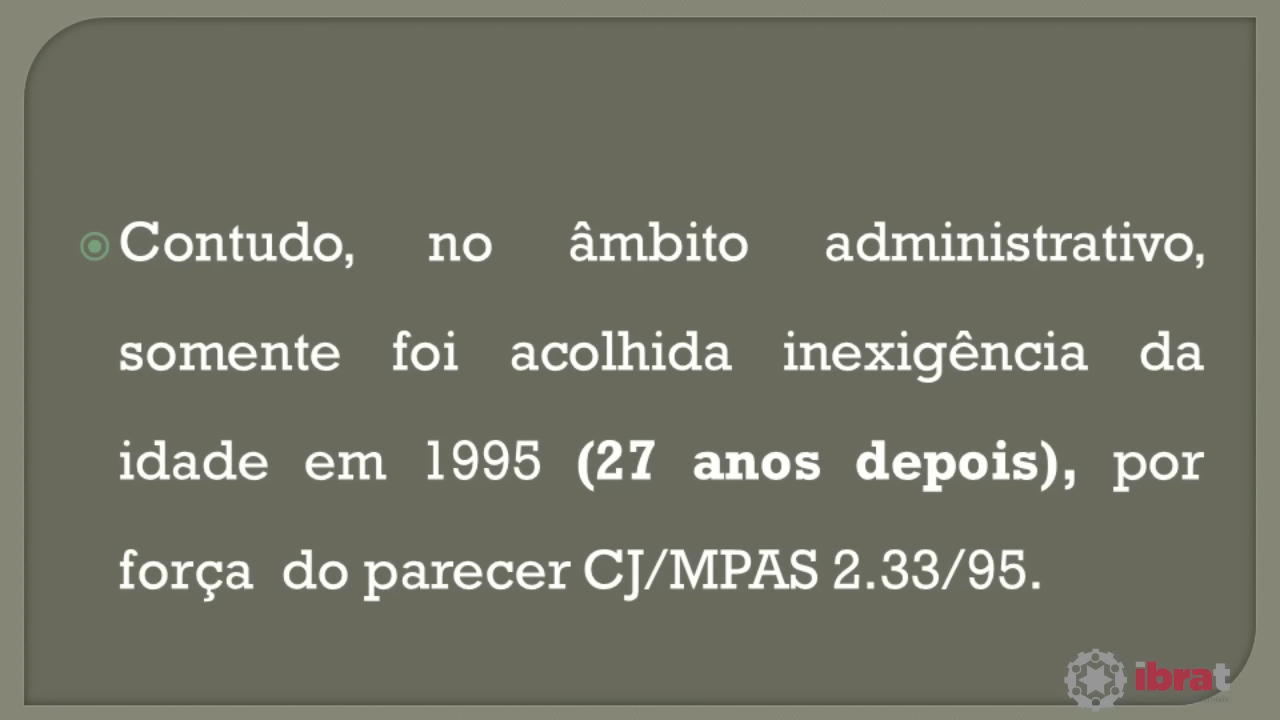 Contudo, no âmbito administrativo,
somente foi acolhida inexigência da
idade em 1995 (27 anos depois), por
força do parecer CJ/MPAS 2.33/95.
ibrat